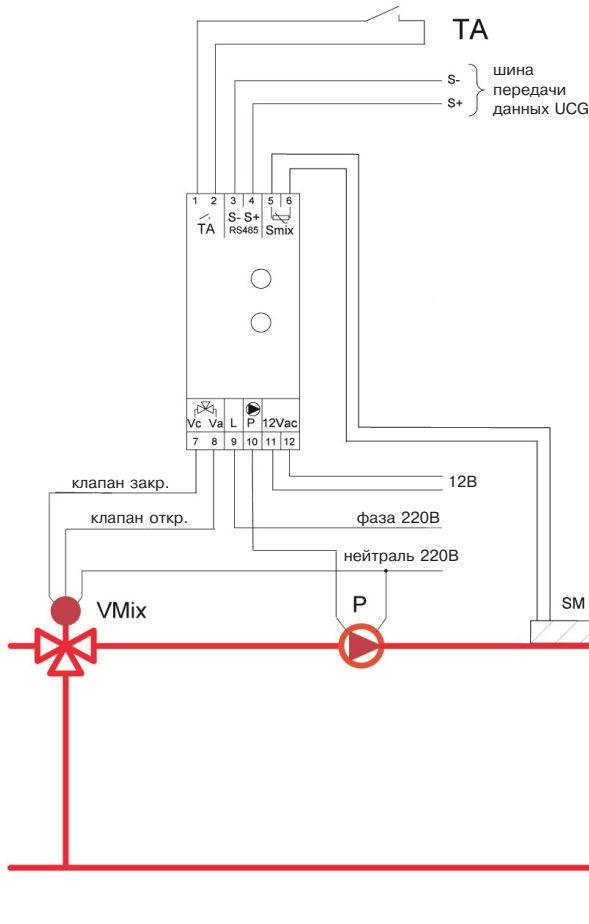 TA
S-
S+
шина
передачи
данных UCG
1 2 3 4 5 6
TA
S- S+
RS485
Smix
Vc Va L P 12Vac
7 8 9 10 11 12
клапан закр.
12В
клапан откр.
фаза 220В
нейтраль 220В
VMix
P
SM